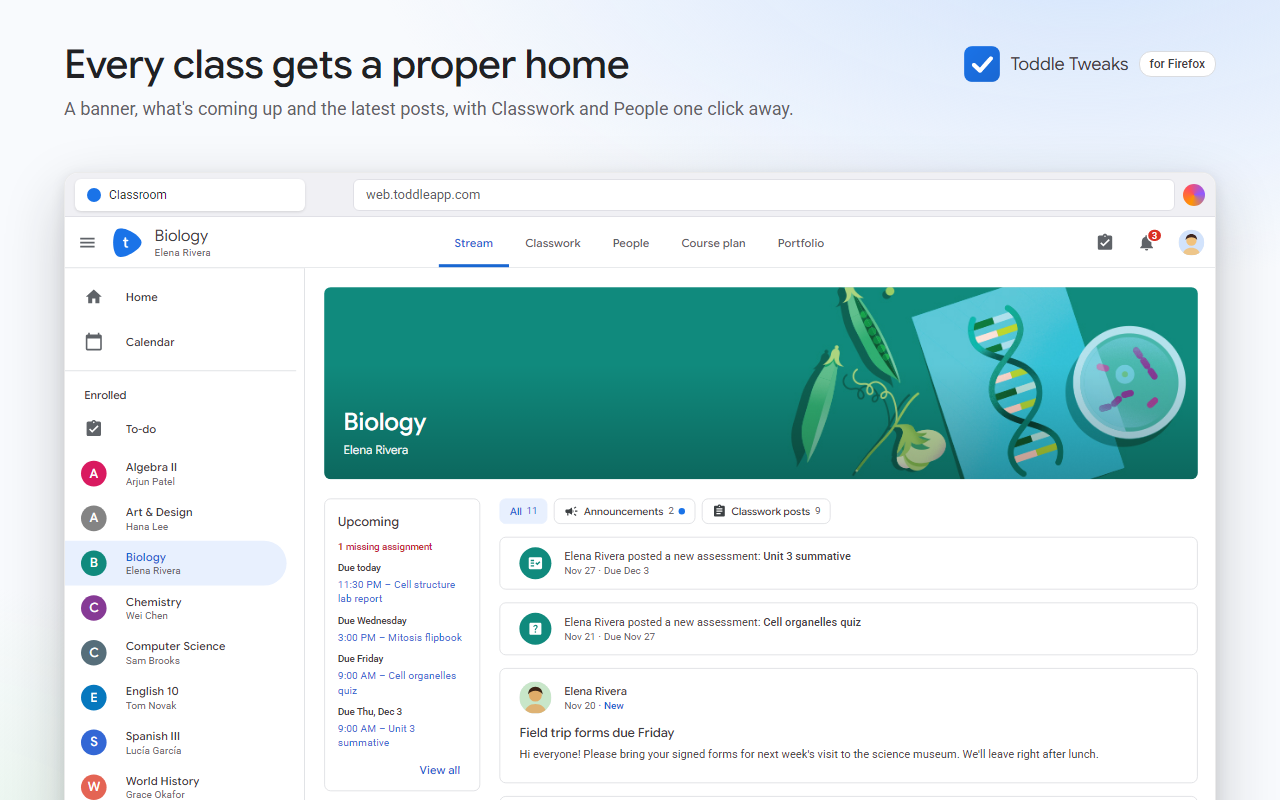 Every class gets a proper home
A banner, what's coming up and the latest posts, with Classwork and People one click away.
Toddle Tweaks
for Firefox
Classroom
web.toddleapp.com
t
Biology
Elena Rivera
Stream
Classwork
People
Course plan
Portfolio
3
Home
Calendar
Enrolled
To-do
A
Algebra II
Arjun Patel
A
Art & Design
Hana Lee
B
Biology
Elena Rivera
C
Chemistry
Wei Chen
C
Computer Science
Sam Brooks
E
English 10
Tom Novak
S
Spanish III
Lucía García
W
World History
Grace Okafor
Biology
Elena Rivera
Upcoming
1 missing assignment
Due today
11:30 PM – Cell structure
lab report
Due Wednesday
3:00 PM – Mitosis flipbook
Due Friday
9:00 AM – Cell organelles
quiz
Due Thu, Dec 3
9:00 AM – Unit 3
summative
View all
All 11
Announcements 2
Classwork posts 9
Elena Rivera posted a new assessment: Unit 3 summative
Nov 27 · Due Dec 3
Elena Rivera posted a new assessment: Cell organelles quiz
Nov 21 · Due Nov 27
Elena Rivera
Nov 20 · New
Field trip forms due Friday
Hi everyone! Please bring your signed forms for next week's visit to the science museum. We'll leave right after lunch.